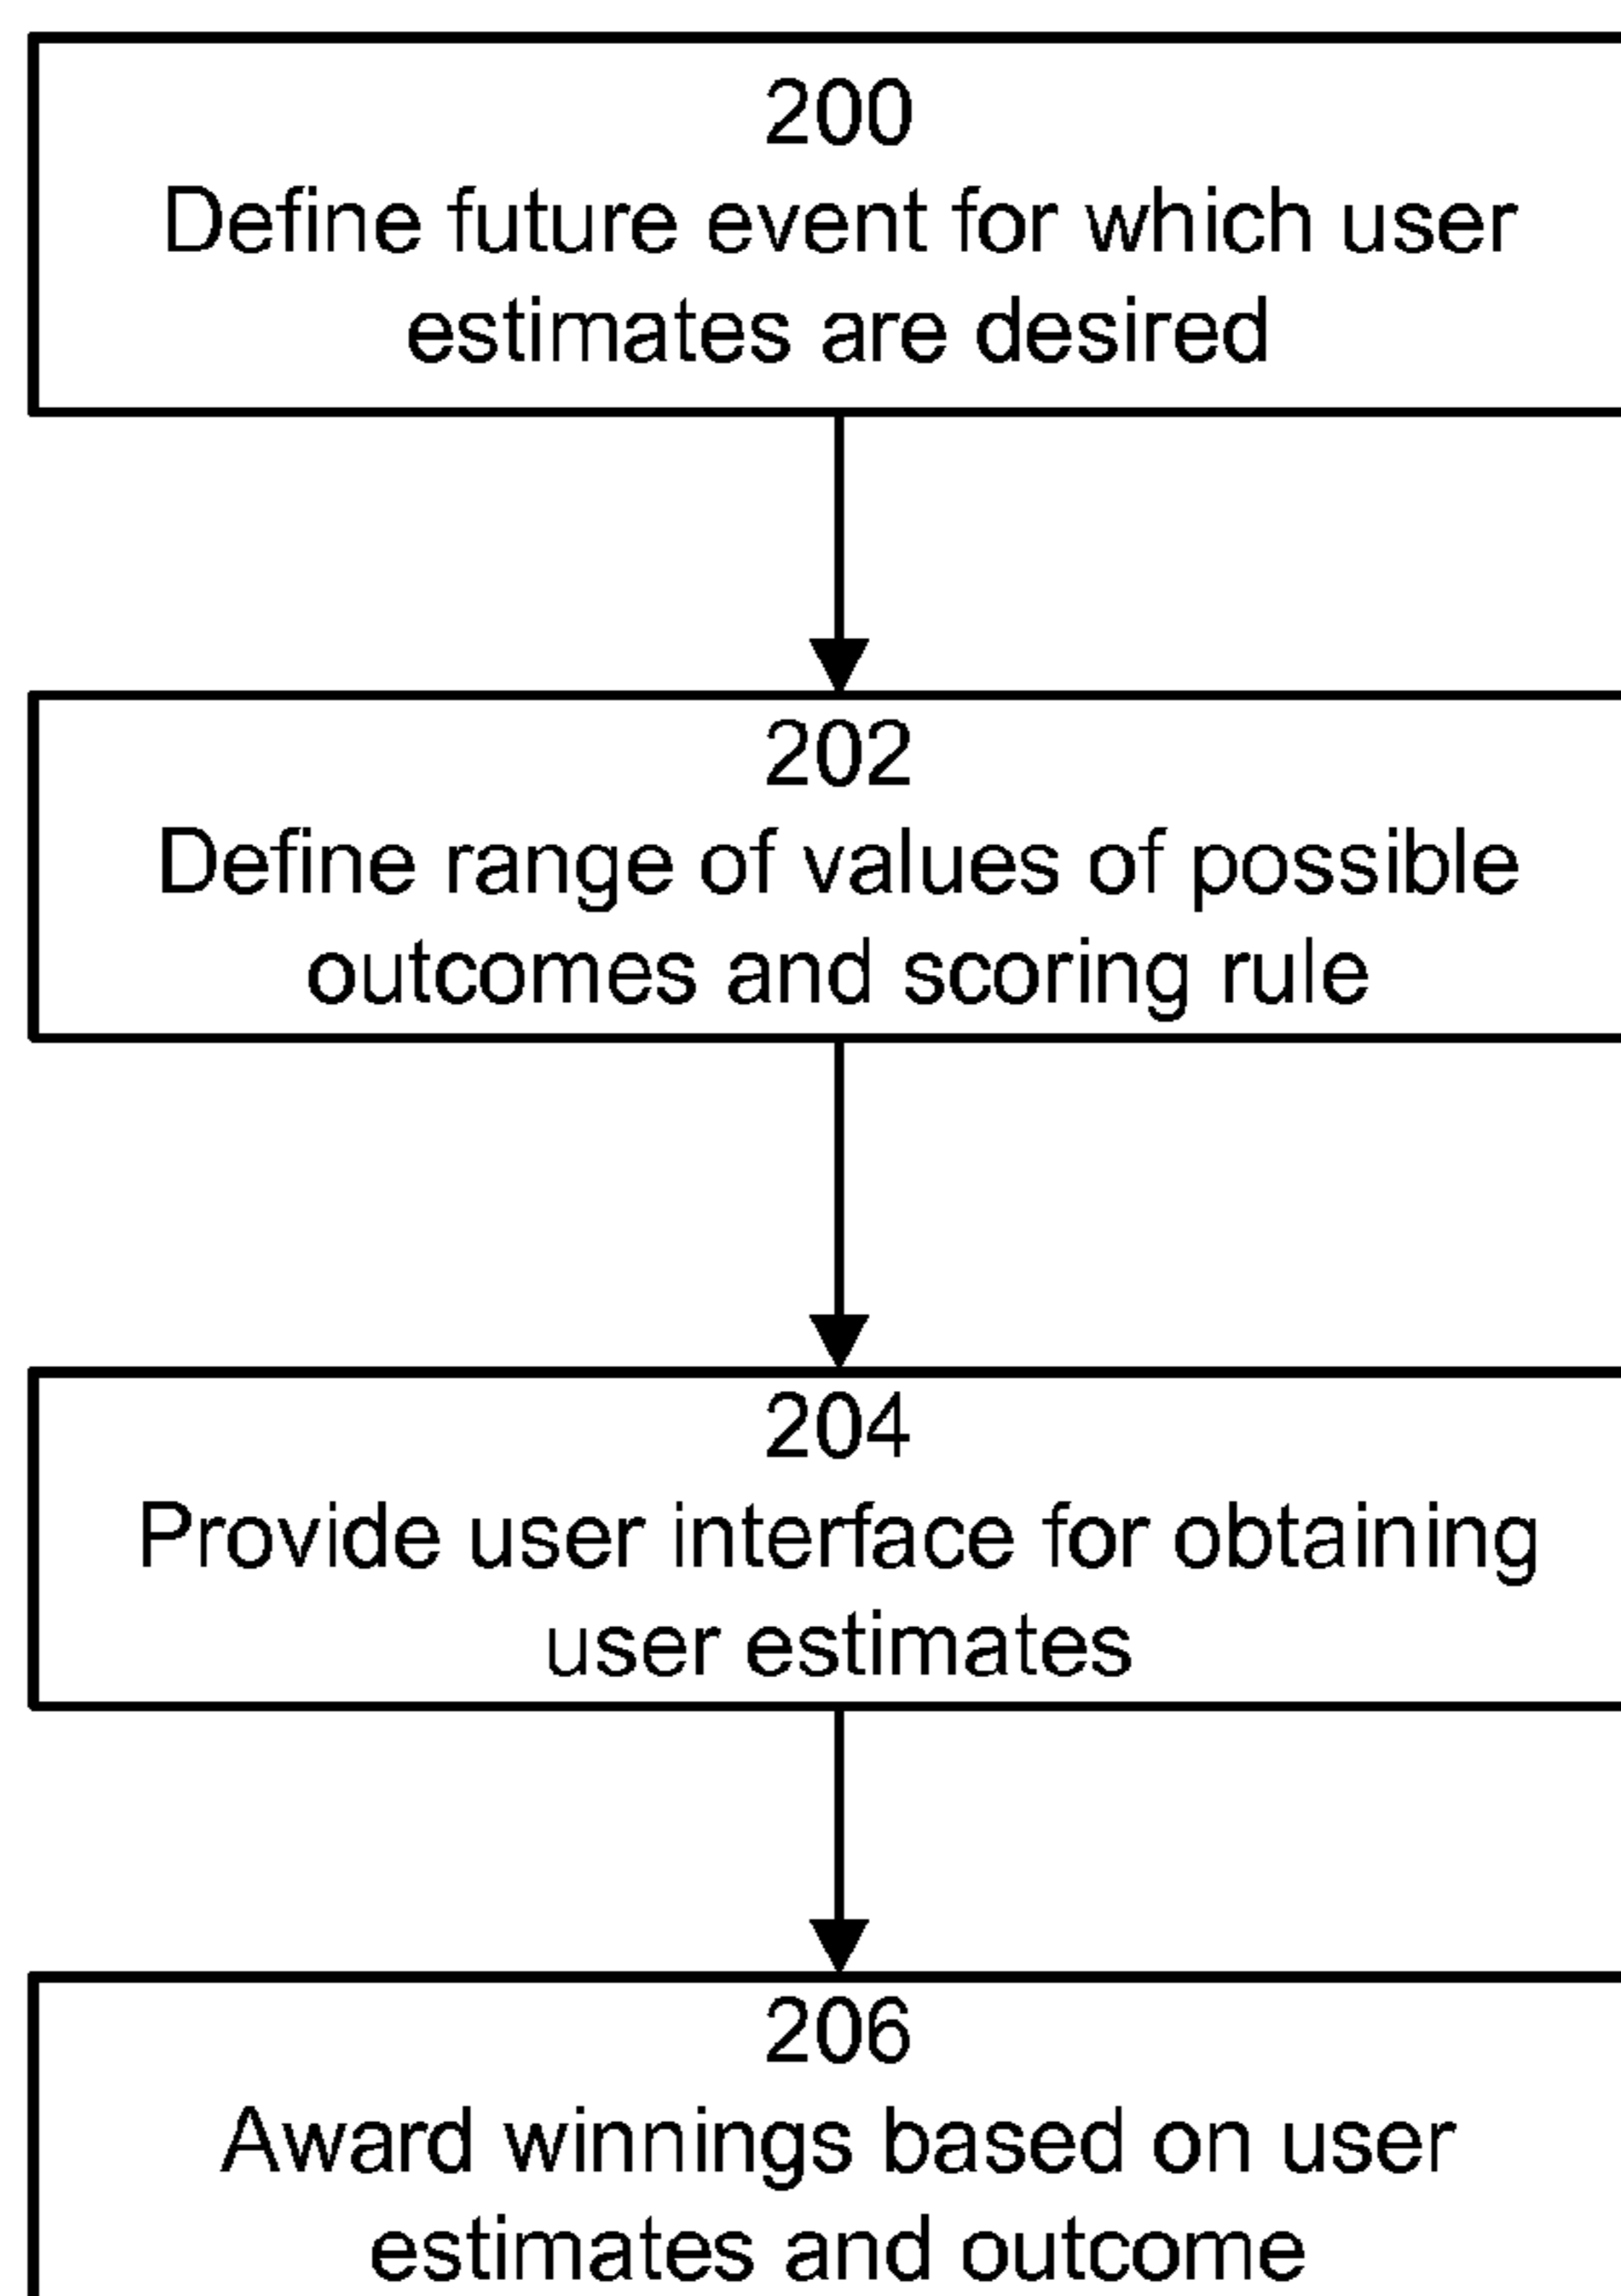 200
Define future event for which user
estimates are desired
202
Define range of values of possible
outcomes and scoring rule
204
Provide user interface for obtaining
user estimates
206
Award winnings based on user
estimates and outcome